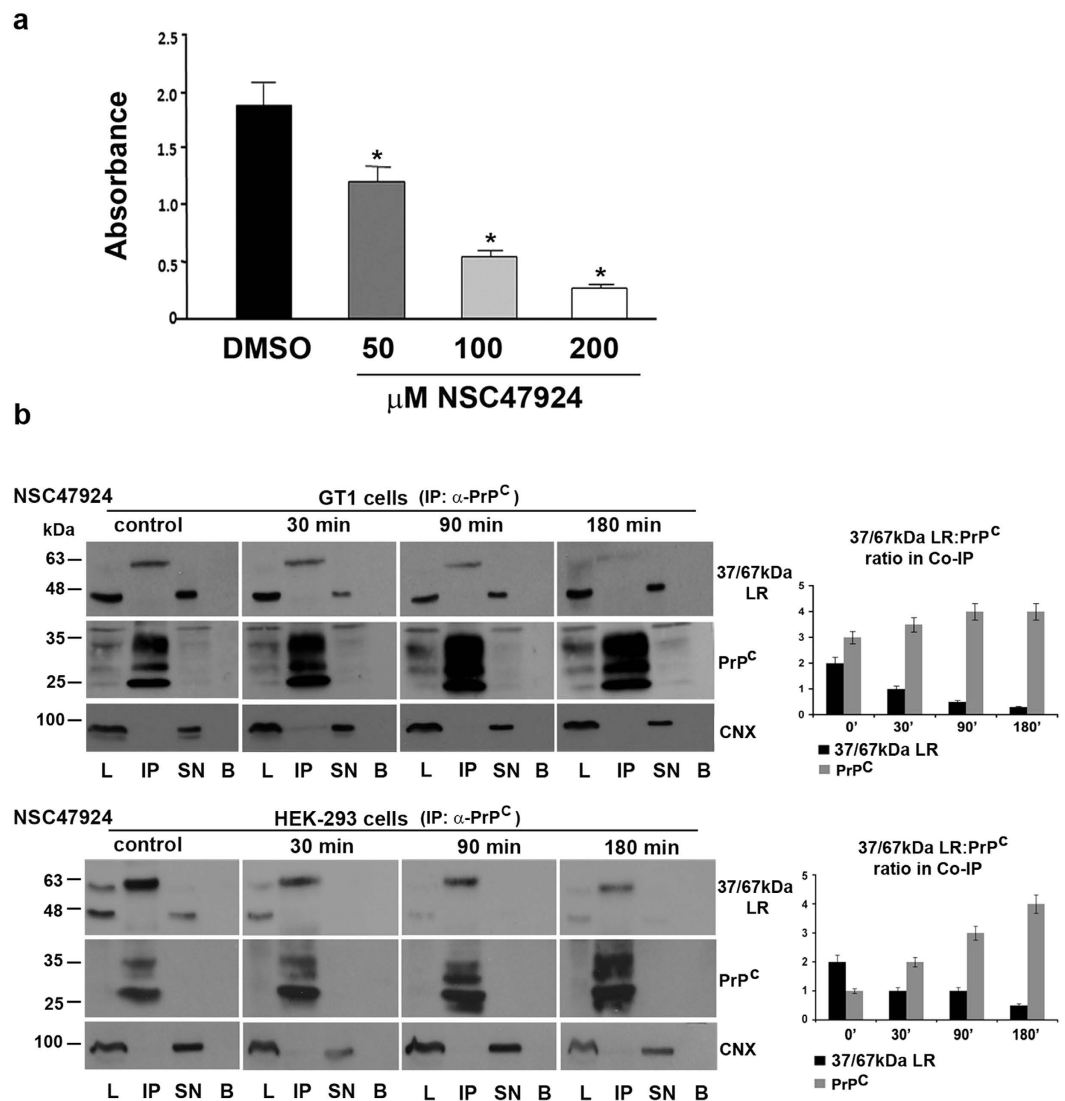 a
2.5
2.0
1.5
1.0
0.5
0
Absorbance
* * *
DMSO 50 100 200
μM NSC47924
b
NSC47924 GT1 cells (IP: α-PrPC)
kDa control 30 min 90 min 180 min
63
48
37/67kDa LR
35
25
PrPC
100
CNX
L IP SN B L IP SN B L IP SN B L IP SN B
37/67kDa LR:PrPC
ratio in Co-IP
5
4
3
2
1
0
0' 30' 90' 180'
37/67kDa LR
PrPC
NSC47924 HEK-293 cells (IP: α-PrPC)
control 30 min 90 min 180 min
63
48
37/67kDa LR
35
25
PrPC
100
CNX
L IP SN B L IP SN B L IP SN B L IP SN B
37/67kDa LR:PrPC
ratio in Co-IP
5
4
3
2
1
0
0' 30' 90' 180'
37/67kDa LR
PrPC